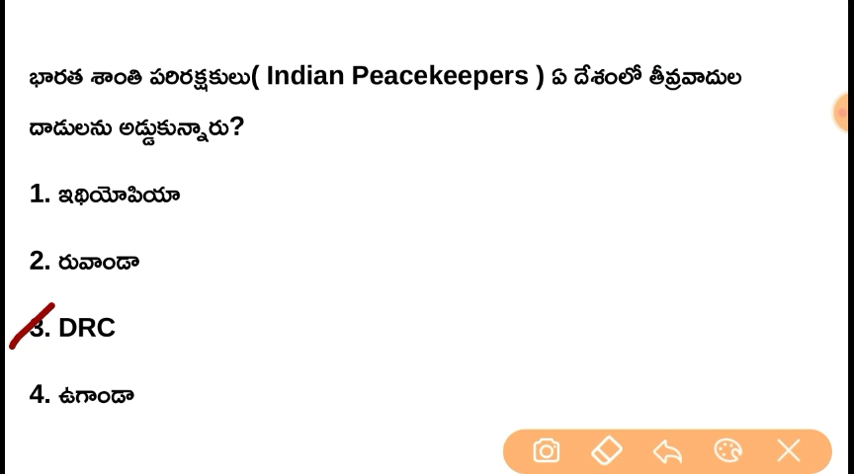 భారత శాంతి పరిరక్షకులు( Indian Peacekeepers ) ఏ దేశంలో తీవ్రవాదుల
దాడులను అడ్డుకున్నారు?
1. ఇథియోపియా
2. రువాండా
3. DRC
4. ఉగాండా